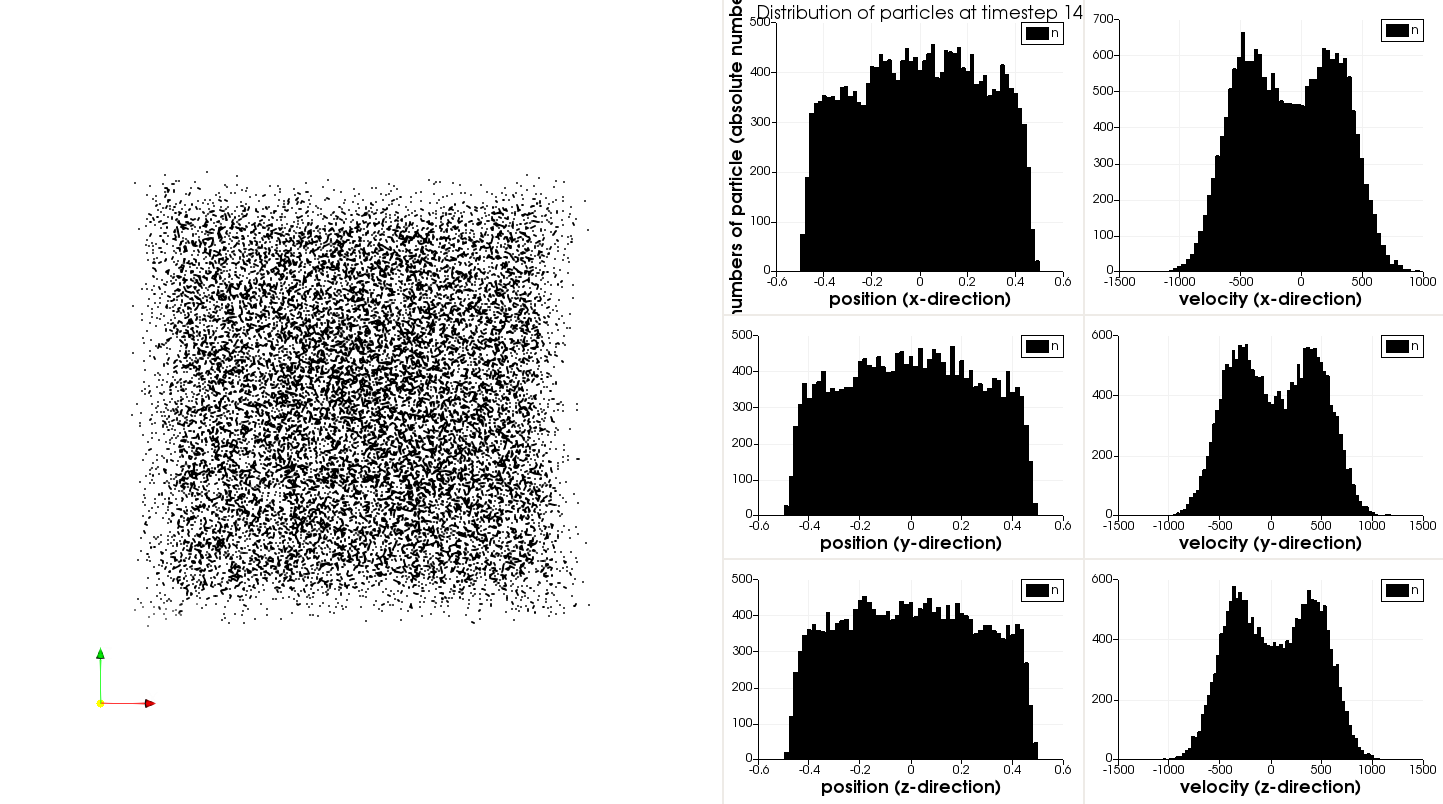 Distribution of particles at timestep 14
numbers of particle (absolute numbe
500
400
300
200
100
0
-0.6 -0.4 -0.2 0 0.2 0.4 0.6
position (x-direction)
n
700
600
500
400
300
200
100
0
-1500 -1000 -500 0 500 1000
velocity (x-direction)
n
500
400
300
200
100
0
-0.6 -0.4 -0.2 0 0.2 0.4 0.6
position (y-direction)
n
600
400
200
0
-1500 -1000 -500 0 500 1000 1500
velocity (y-direction)
n
500
400
300
200
100
0
-0.6 -0.4 -0.2 0 0.2 0.4 0.6
position (z-direction)
n
600
400
200
0
-1500 -1000 -500 0 500 1000 1500
velocity (z-direction)
n